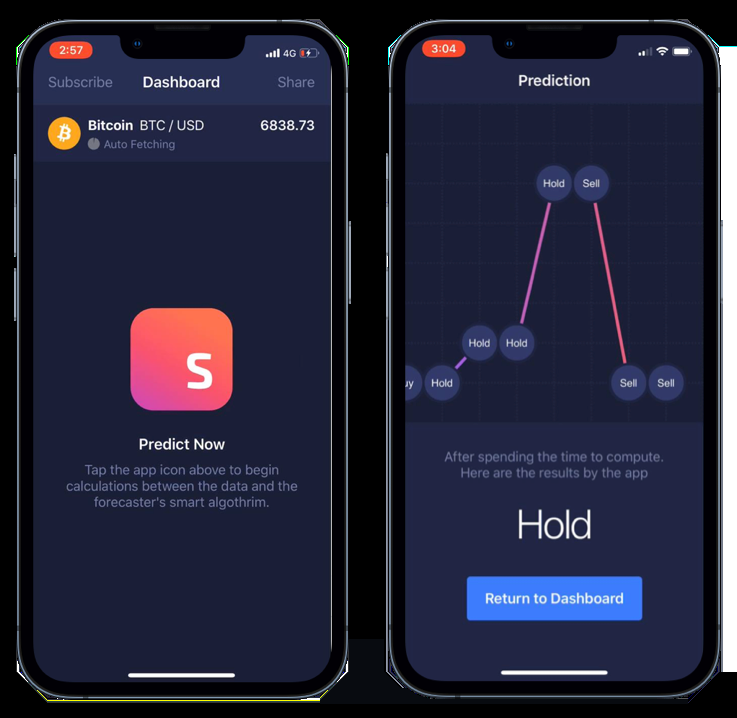 2:57
4G
Subscribe Dashboard Share
Bitcoin BTC / USD 6838.73
Auto Fetching
S
Predict Now
Tap the app icon above to begin
calculations between the data and the
forecaster's smart algothrim.
3:04
Prediction
Hold Sell
Hold Hold
uy Hold Sell Sell
After spending the time to compute.
Here are the results by the app
Hold
Return to Dashboard